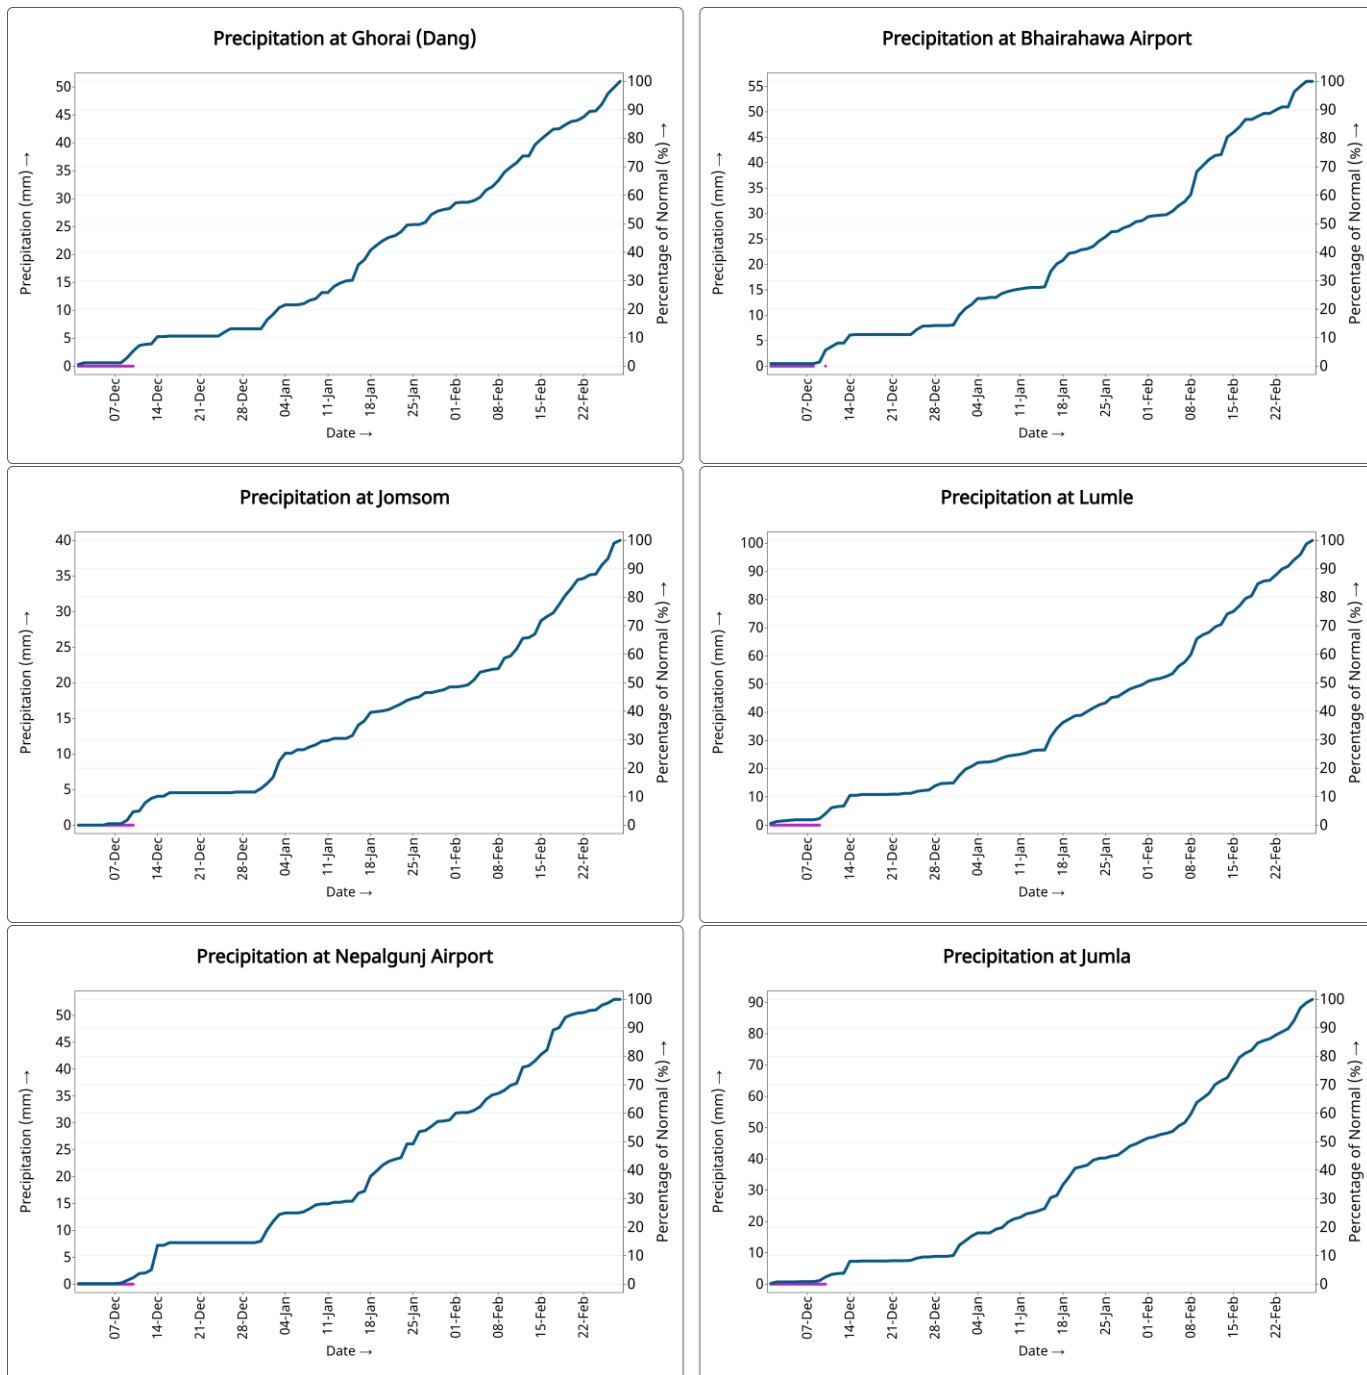 Precipitation at Ghorai (Dang)
Precipitation (mm) →
50
45
40
35
30
25
20
15
10
5
0
100
90
80
70
60
50
40
30
20
10
0
Percentage of Normal (%) →
07-Dec
14-Dec
21-Dec
28-Dec
04-Jan
11-Jan
18-Jan
25-Jan
01-Feb
08-Feb
15-Feb
22-Feb
Date →
Precipitation at Bhairahawa Airport
Precipitation (mm) →
55
50
45
40
35
30
25
20
15
10
5
0
100
90
80
70
60
50
40
30
20
10
0
Percentage of Normal (%) →
07-Dec
14-Dec
21-Dec
28-Dec
04-Jan
11-Jan
18-Jan
25-Jan
01-Feb
08-Feb
15-Feb
22-Feb
Date →
Precipitation at Jomsom
Precipitation (mm) →
40
35
30
25
20
15
10
5
0
100
90
80
70
60
50
40
30
20
10
0
Percentage of Normal (%) →
07-Dec
14-Dec
21-Dec
28-Dec
04-Jan
11-Jan
18-Jan
25-Jan
01-Feb
08-Feb
15-Feb
22-Feb
Date →
Precipitation at Lumle
Precipitation (mm) →
100
90
80
70
60
50
40
30
20
10
0
100
90
80
70
60
50
40
30
20
10
0
Percentage of Normal (%) →
07-Dec
14-Dec
21-Dec
28-Dec
04-Jan
11-Jan
18-Jan
25-Jan
01-Feb
08-Feb
15-Feb
22-Feb
Date →
Precipitation at Nepalgunj Airport
Precipitation (mm) →
50
45
40
35
30
25
20
15
10
5
0
100
90
80
70
60
50
40
30
20
10
0
Percentage of Normal (%) →
07-Dec
14-Dec
21-Dec
28-Dec
04-Jan
11-Jan
18-Jan
25-Jan
01-Feb
08-Feb
15-Feb
22-Feb
Date →
Precipitation at Jumla
Precipitation (mm) →
90
80
70
60
50
40
30
20
10
0
100
90
80
70
60
50
40
30
20
10
0
Percentage of Normal (%) →
07-Dec
14-Dec
21-Dec
28-Dec
04-Jan
11-Jan
18-Jan
25-Jan
01-Feb
08-Feb
15-Feb
22-Feb
Date →